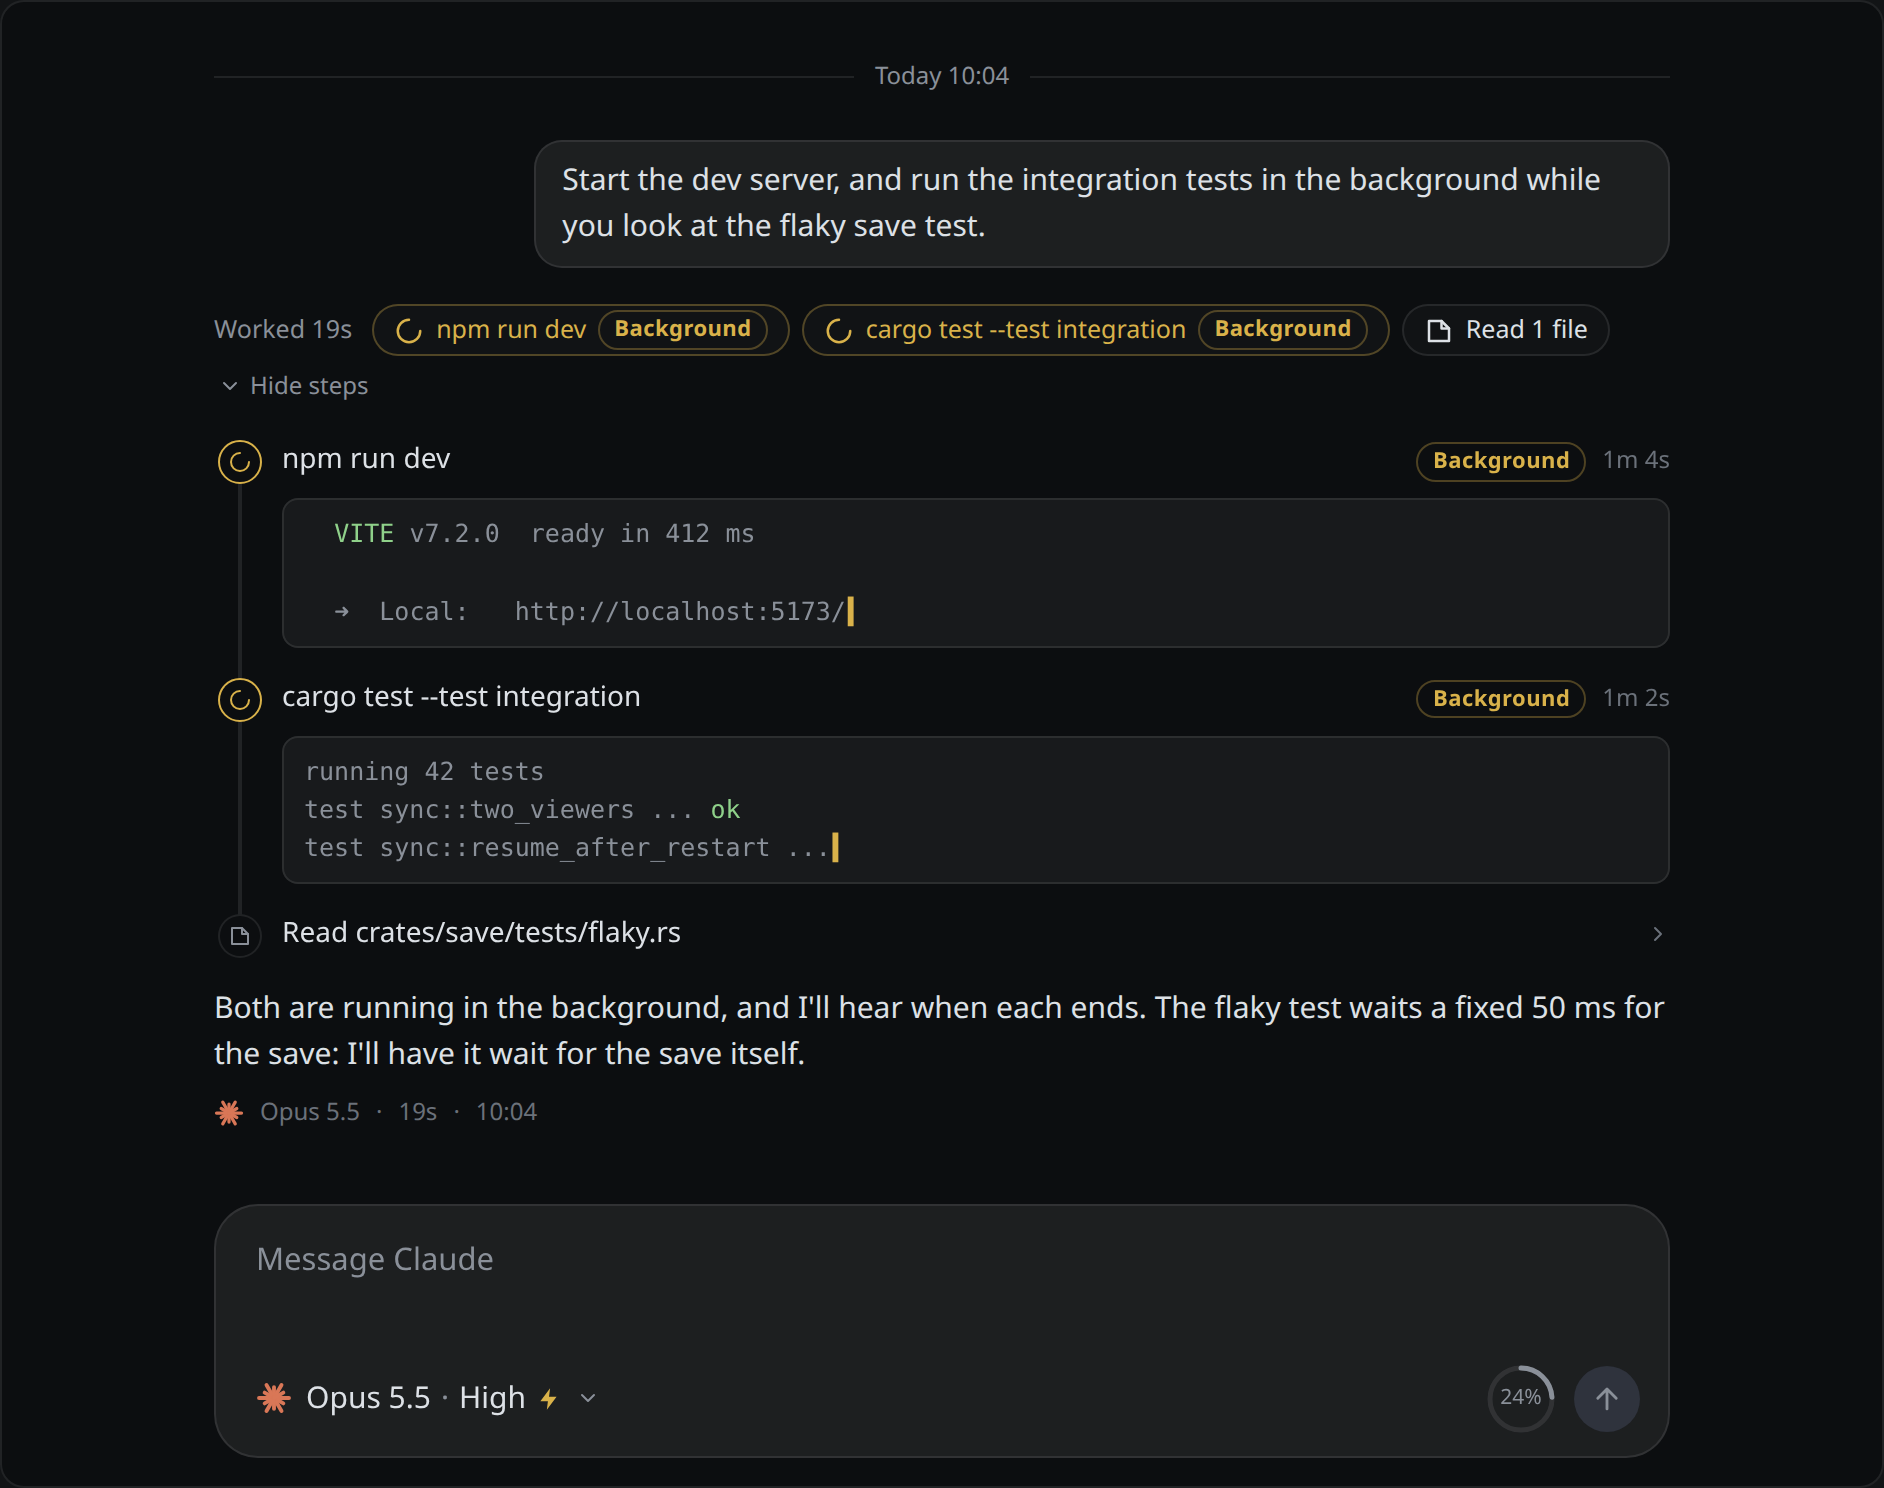 Today 10:04
Start the dev server, and run the integration tests in the background while
you look at the flaky save test.
Worked 19s npm run dev Background cargo test --test integration Background Read 1 file
Hide steps
npm run dev Background 1m 4s
VITE v7.2.0  ready in 412 ms
➜  Local:   http://localhost:5173/
cargo test --test integration Background 1m 2s
running 42 tests
test sync::two_viewers ... ok
test sync::resume_after_restart ...
Read crates/save/tests/flaky.rs
Both are running in the background, and I'll hear when each ends. The flaky test waits a fixed 50 ms for
the save: I'll have it wait for the save itself.
Opus 5.5 · 19s · 10:04
Message Claude
Opus 5.5 · High 24%